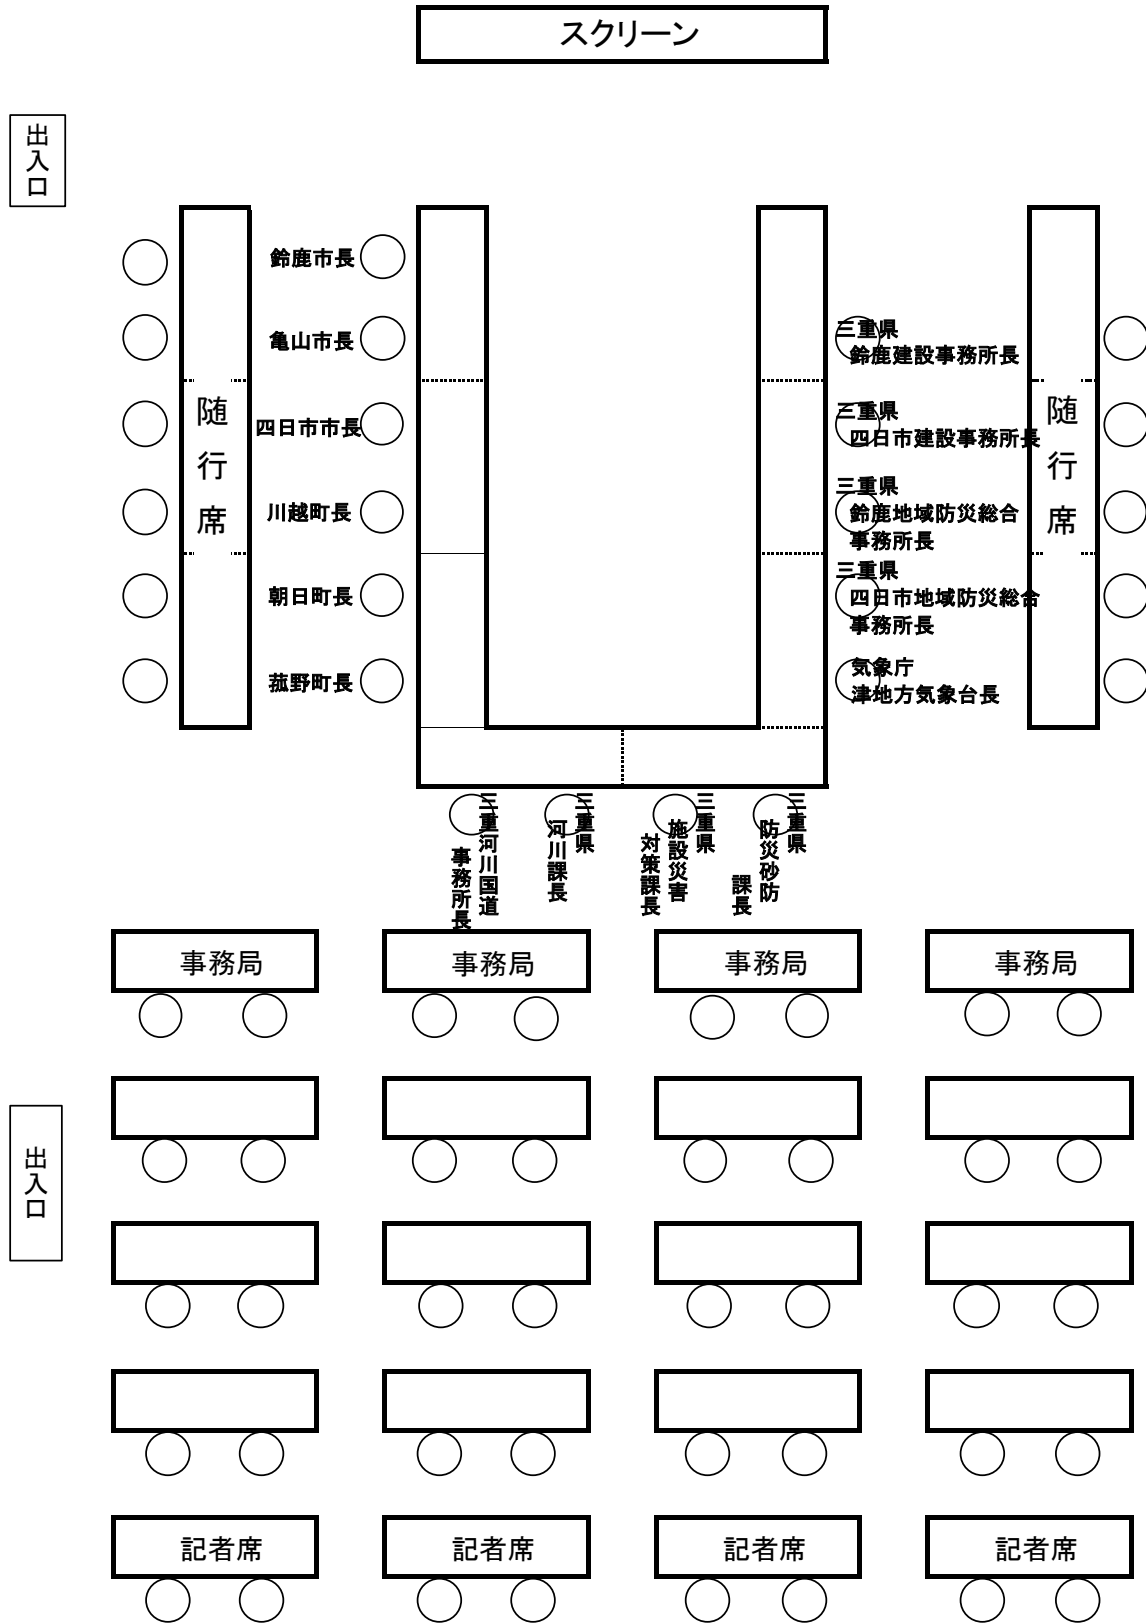 スクリーン
出入口
鈴鹿市長
亀山市長
四日市市長
川越町長
朝日町長
菰野町長
随行席
三重県
鈴鹿建設事務所長
三重県
四日市建設事務所長
三重県
鈴鹿地域防災総合
事務所長
三重県
四日市地域防災総合
事務所長
気象庁
津地方気象台長
随行席
三重河川国道
事務所長
三重県
河川課長
三重県
施設災害
対策課長
三重県
防災砂防
課長
事務局
事務局
事務局
事務局
出入口
記者席
記者席
記者席
記者席